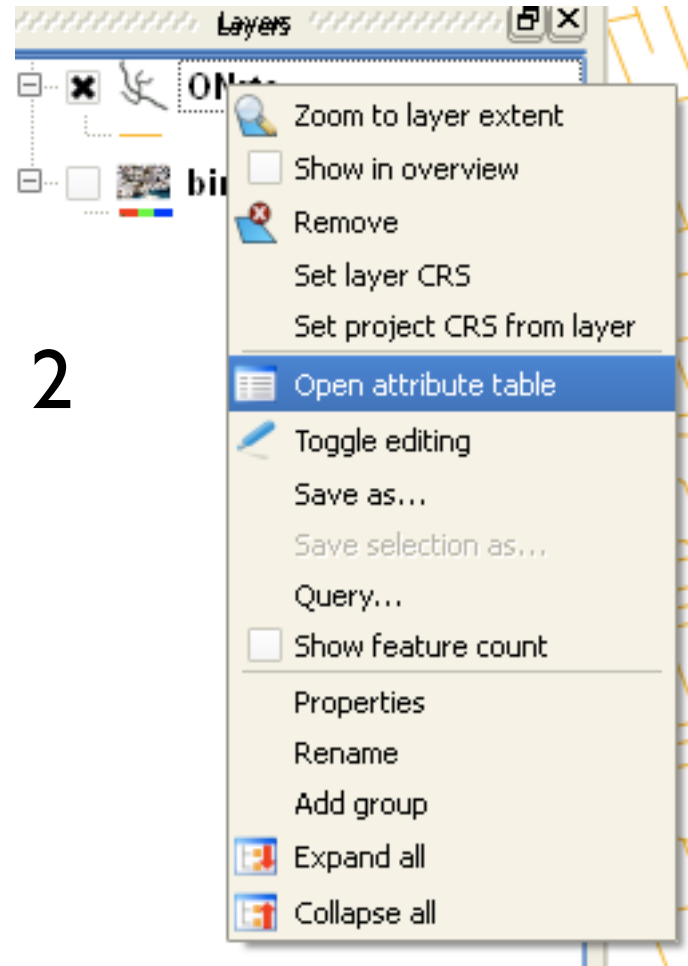 Layers
Zoom to layer extent
Show in overview
Remove
Set layer CRS
Set project CRS from layer
2
Open attribute table
Toggle editing
Save as...
Save selection as...
Query...
Show feature count
Properties
Rename
Add group
Expand all
Collapse all